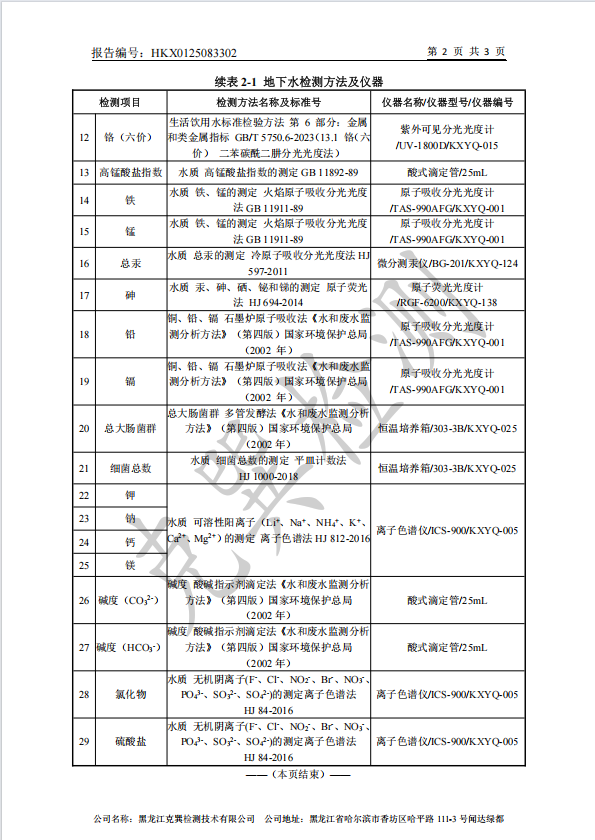 报告编号：HKX0125083302
第 2 页 共 3 页
续表 2-1 地下水检测方法及仪器
检测项目 检测方法名称及标准号 仪器名称/仪器型号/仪器编号
12 铬（六价） 生活饮用水标准检验方法 第 6 部分：金属
和类金属指标 GB/T 5750.6-2023（13.1 铬（六
价） 二苯碳酰二肼分光光度法）
紫外可见分光光度计
/UV-1800D/KXYQ-015
13 高锰酸盐指数 水质 高锰酸盐指数的测定 GB 11892-89 酸式滴定管/25mL
14 铁 水质 铁、锰的测定 火焰原子吸收分光光度
法 GB 11911-89
原子吸收分光光度计
/TAS-990AFG/KXYQ-001
15 锰 水质 铁、锰的测定 火焰原子吸收分光光度
法 GB 11911-89
原子吸收分光光度计
/TAS-990AFG/KXYQ-001
16 总汞 水质 总汞的测定 冷原子吸收分光光度法 HJ
597-2011
微分测汞仪/BG-201/KXYQ-124
17 砷 水质 汞、砷、硒、铋和锑的测定 原子荧光
法 HJ 694-2014
原子荧光光度计
/RGF-6200/KXYQ-138
18 铅 铜、铅、镉 石墨炉原子吸收法《水和废水监
测分析方法》（第四版）国家环境保护总局
（2002 年）
原子吸收分光光度计
/TAS-990AFG/KXYQ-001
19 镉 铜、铅、镉 石墨炉原子吸收法《水和废水监
测分析方法》（第四版）国家环境保护总局
（2002 年）
原子吸收分光光度计
/TAS-990AFG/KXYQ-001
20 总大肠菌群 总大肠菌群 多管发酵法《水和废水监测分析
方法》（第四版）国家环境保护总局
（2002 年）
恒温培养箱/303-3B/KXYQ-025
21 细菌总数 水质 细菌总数的测定 平皿计数法
HJ 1000-2018
恒温培养箱/303-3B/KXYQ-025
22 钾
23 钠
24 钙
25 镁
水质 可溶性阳离子（Li⁺、Na⁺、NH₄⁺、K⁺、
Ca²⁺、Mg²⁺）的测定 离子色谱法 HJ 812-2016
离子色谱仪/ICS-900/KXYQ-005
26 碱度（CO₃²⁻） 碱度 酸碱指示剂滴定法《水和废水监测分析
方法》（第四版）国家环境保护总局
（2002 年）
酸式滴定管/25mL
27 碱度（HCO₃⁻） 碱度 酸碱指示剂滴定法《水和废水监测分析
方法》（第四版）国家环境保护总局
（2002 年）
酸式滴定管/25mL
28 氯化物 水质 无机阴离子(F⁻、Cl⁻、NO₂⁻、Br⁻、NO₃⁻、
PO₄³⁻、SO₃²⁻、SO₄²⁻)的测定离子色谱法
HJ 84-2016
离子色谱仪/ICS-900/KXYQ-005
29 硫酸盐 水质 无机阴离子(F⁻、Cl⁻、NO₂⁻、Br⁻、NO₃⁻、
PO₄³⁻、SO₃²⁻、SO₄²⁻)的测定离子色谱法
HJ 84-2016
离子色谱仪/ICS-900/KXYQ-005
——（本页结束）——
克巽检测
公司名称：黑龙江克巽检测技术有限公司 公司地址：黑龙江省哈尔滨市香坊区哈平路 111-3 号闻达绿都